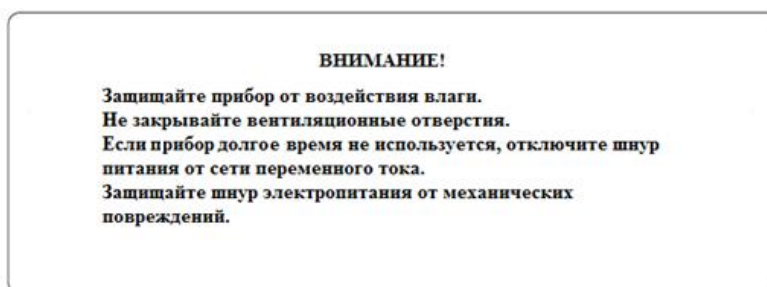 ВНИМАНИЕ!
Защищайте прибор от воздействия влаги.
Не закрывайте вентиляционные отверстия.
Если прибор долгое время не используется, отключите шнур
питания от сети переменного тока.
Защищайте шнур электропитания от механических
повреждений.